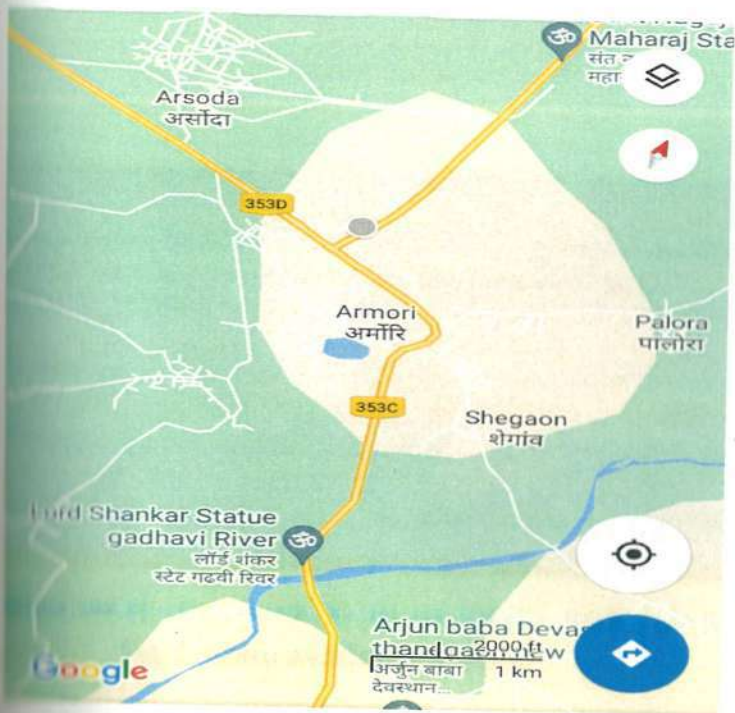 Maharaj Sta
संत
महा
Arsoda
अर्सोदा
353D
Armori
अर्मोरि
Palora
पालोरा
353C
Shegaon
शेगांव
Lord Shankar Statue
gadhavi River
लॉर्ड शंकर
स्टेट गढवी रिवर
Arjun baba Devas
2000 ft
अर्जुन बाबा
1 km
देवस्थान...
Google